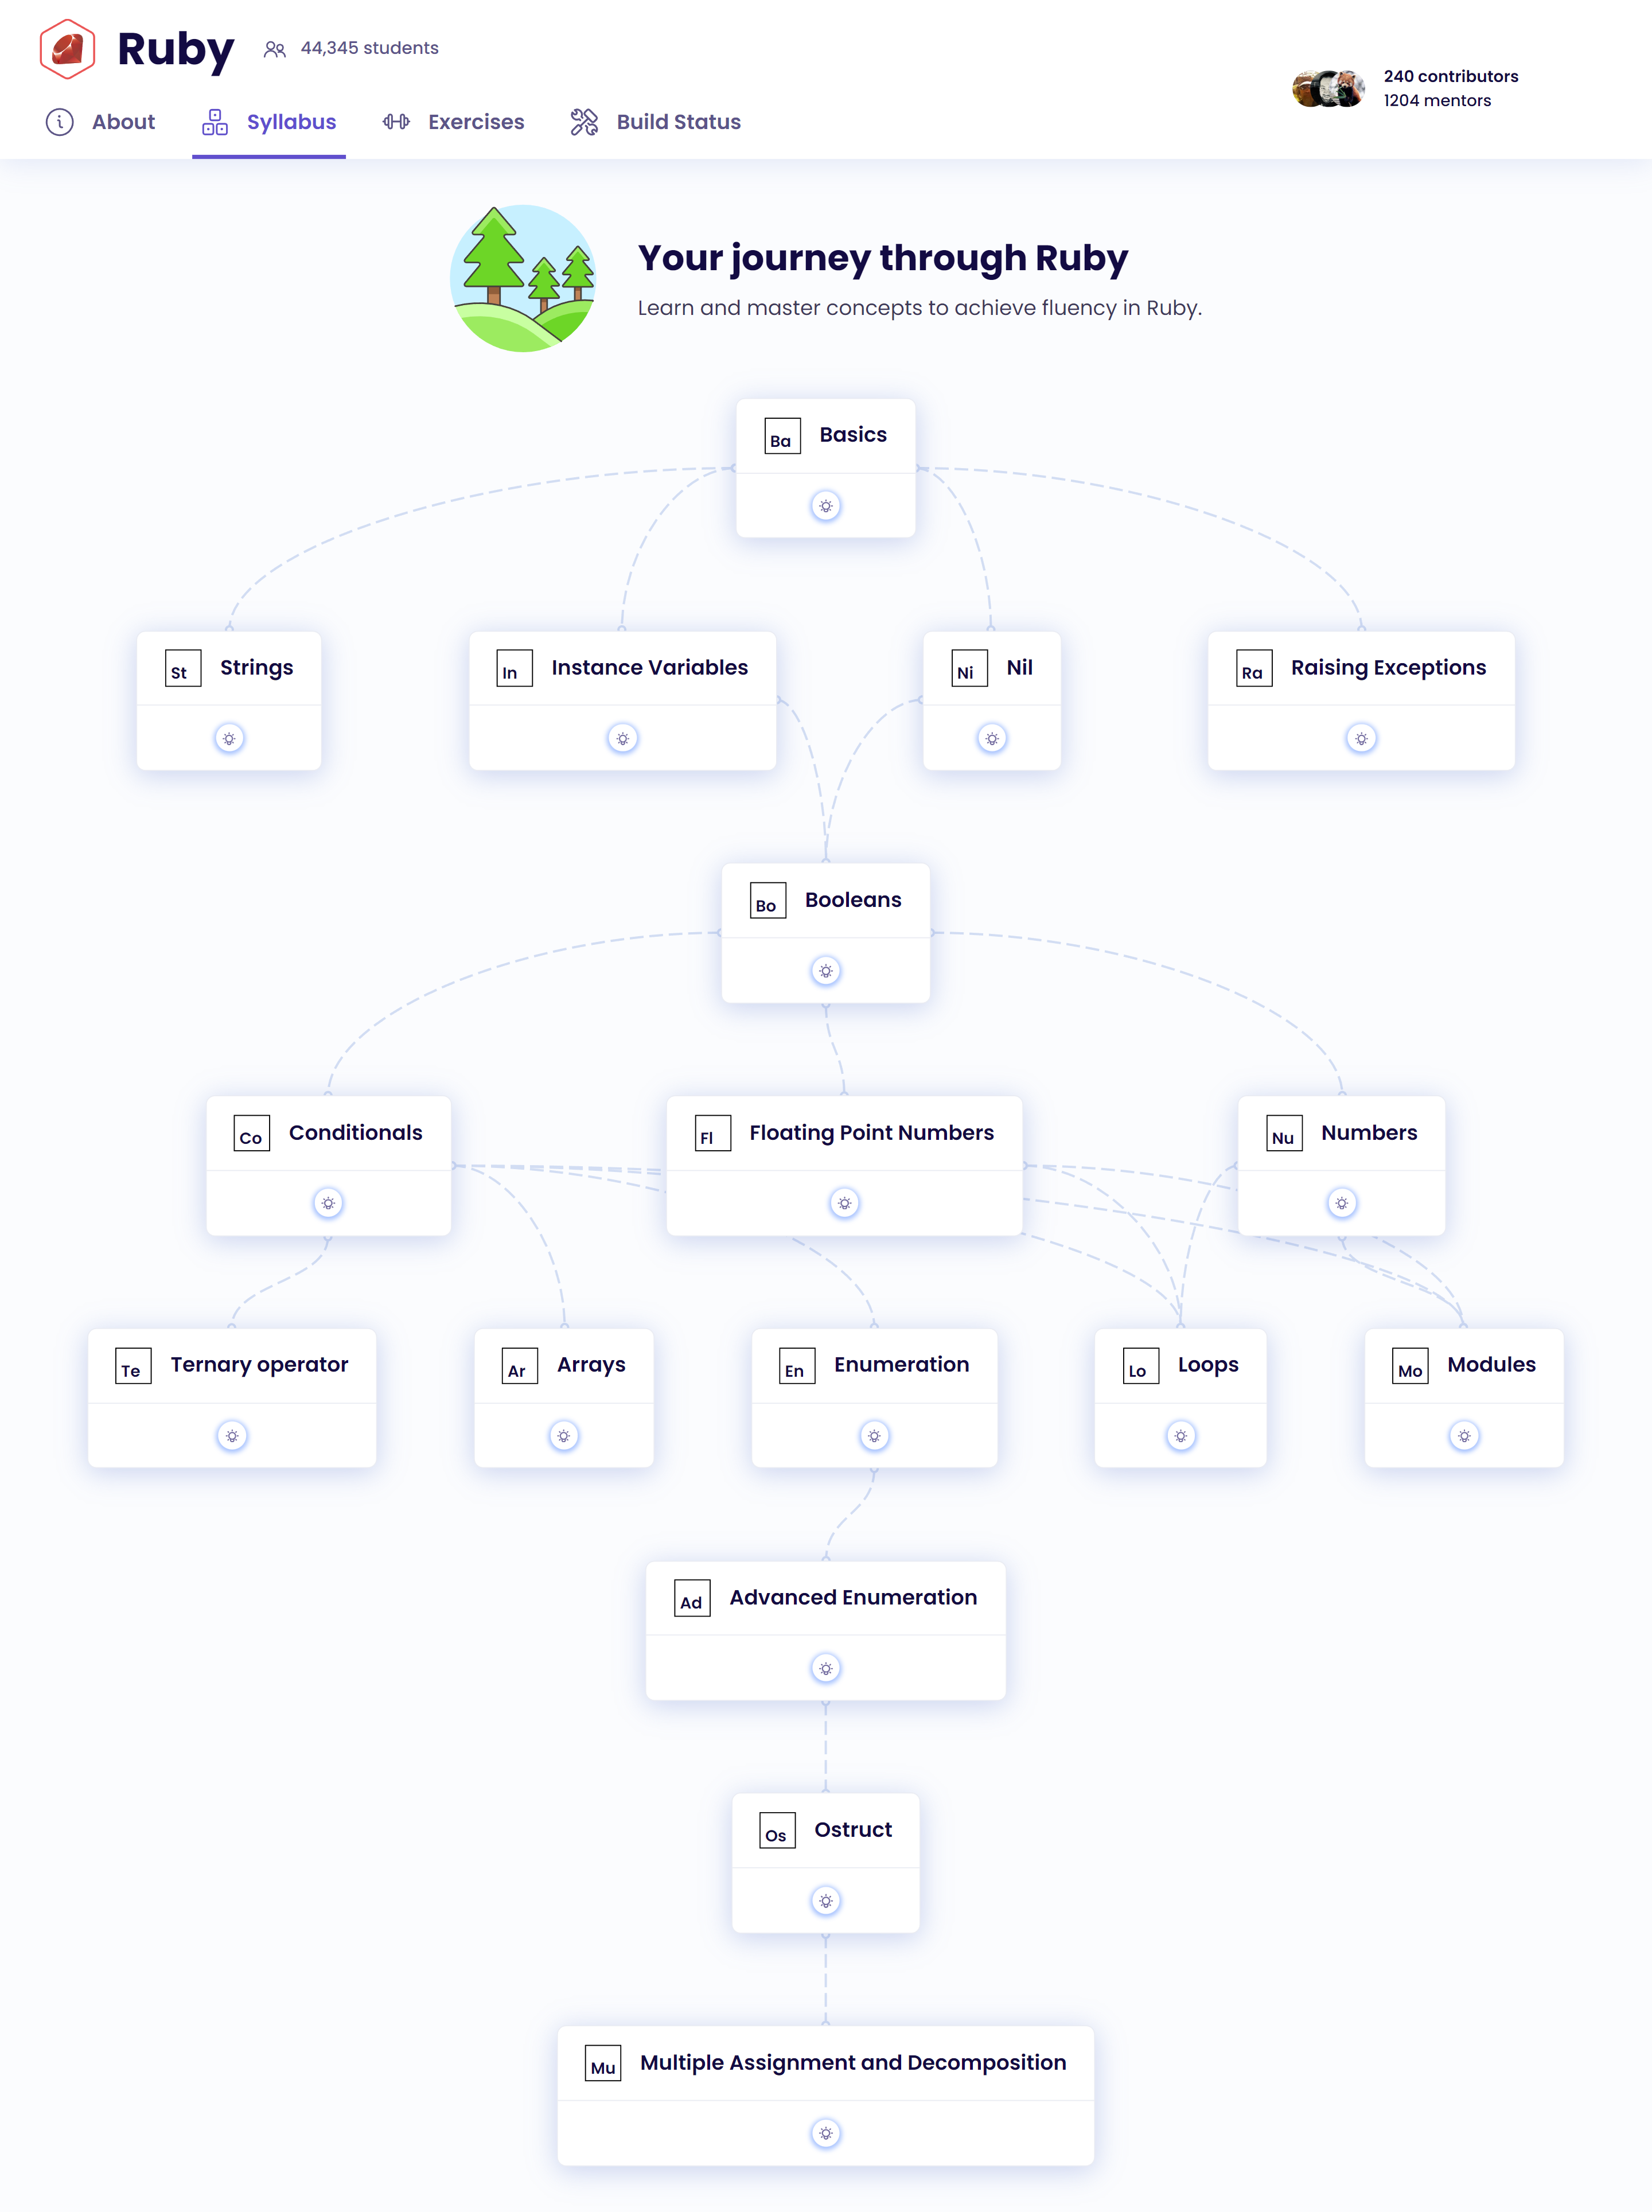 Ruby
44,345 students
240 contributors
1204 mentors
About
Syllabus
Exercises
Build Status
Your journey through Ruby
Learn and master concepts to achieve fluency in Ruby.
Ba Basics
St Strings
In Instance Variables
Ni Nil
Ra Raising Exceptions
Bo Booleans
Co Conditionals
Fl Floating Point Numbers
Nu Numbers
Te Ternary operator
Ar Arrays
En Enumeration
Lo Loops
Mo Modules
Ad Advanced Enumeration
Os Ostruct
Mu Multiple Assignment and Decomposition